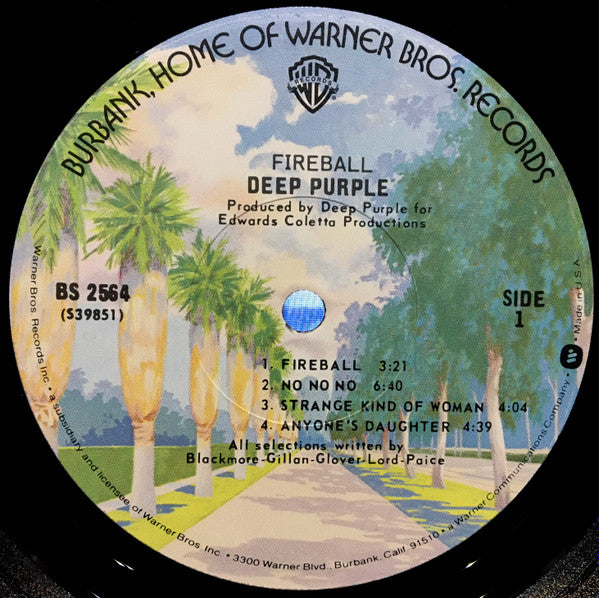 BURBANK, HOME OF WARNER BROS. RECORDS
RECORDS
FIREBALL
DEEP PURPLE
Produced by Deep Purple for
Edwards Coletta Productions
BS 2564
(S39851)
SIDE
1
1. FIREBALL 3:21
2. NO NO NO 6:40
3. STRANGE KIND OF WOMAN 4:04
4. ANYONE'S DAUGHTER 4:39
All selections written by
Blackmore-Gillan-Glover-Lord-Paice
Warner Bros. Records Inc. • a subsidiary and licensee of Warner Bros. Inc. • 3300 Warner Blvd., Burbank, Calif. 91510 • a Warner Communications Company • Made in U.S.A.